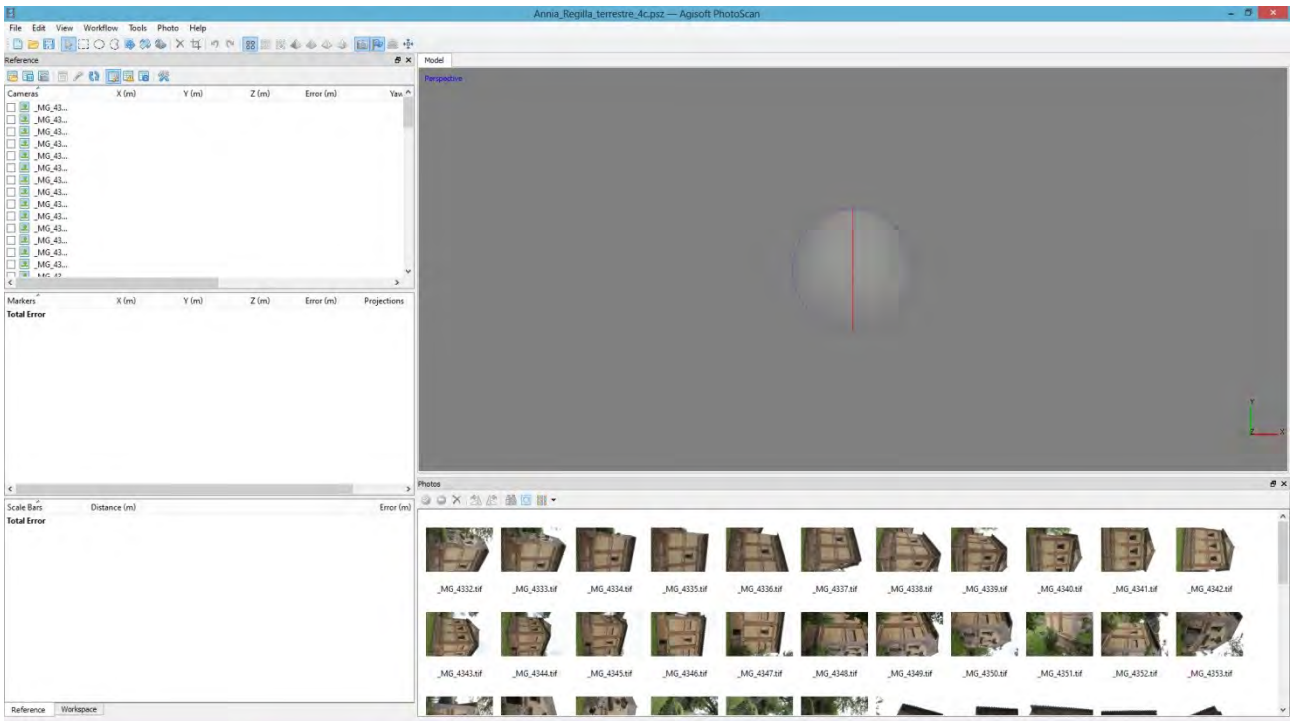 Annia_Regilla_terrestre_4c.psz — Agisoft PhotoScan
File Edit View Workflow Tools Photo Help
Reference
Cameras X (m) Y (m) Z (m) Error (m) Yaw
_MG_43...
_MG_43...
_MG_43...
_MG_43...
_MG_43...
_MG_43...
_MG_43...
_MG_43...
_MG_43...
_MG_43...
_MG_43...
_MG_43...
_MG_43...
_MG_43...
Markers X (m) Y (m) Z (m) Error (m) Projections
Total Error
Scale Bars Distance (m) Error (m)
Total Error
Reference Workspace
Model
Perspective
Y
Z X
Photos
_MG_4332.tif _MG_4333.tif _MG_4334.tif _MG_4335.tif _MG_4336.tif _MG_4337.tif _MG_4338.tif _MG_4339.tif _MG_4340.tif _MG_4341.tif _MG_4342.tif
_MG_4343.tif _MG_4344.tif _MG_4345.tif _MG_4346.tif _MG_4347.tif _MG_4348.tif _MG_4349.tif _MG_4350.tif _MG_4351.tif _MG_4352.tif _MG_4353.tif